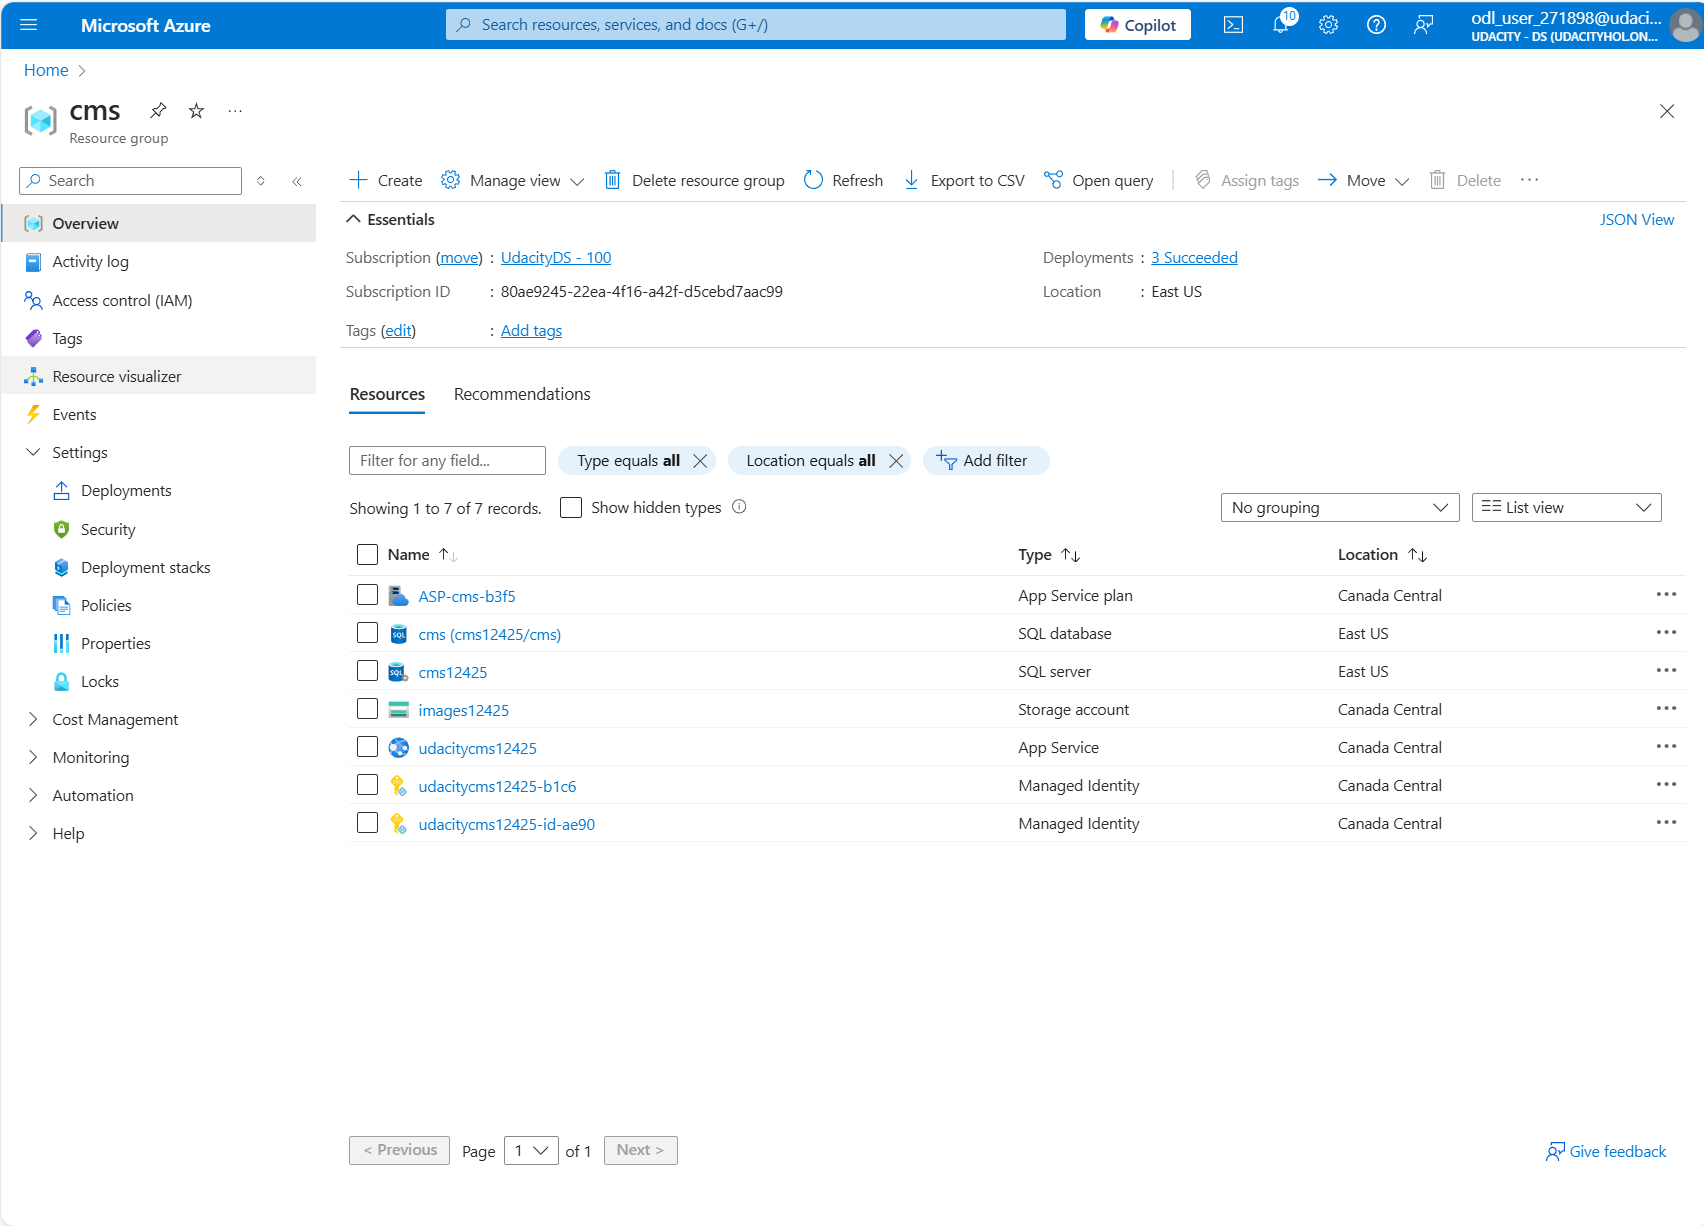 Microsoft Azure
Search resources, services, and docs (G+/)
Copilot
10
odl_user_271898@udaci...
UDACITY - DS (UDACITYHOL.ON...
Home
cms
Resource group
Search
Create
Manage view
Delete resource group
Refresh
Export to CSV
Open query
Assign tags
Move
Delete
Overview
Activity log
Access control (IAM)
Tags
Resource visualizer
Events
Settings
Deployments
Security
Deployment stacks
Policies
Properties
Locks
Cost Management
Monitoring
Automation
Help
Essentials
JSON View
Subscription (move) : UdacityDS - 100
Deployments : 3 Succeeded
Subscription ID : 80ae9245-22ea-4f16-a42f-d5cebd7aac99
Location : East US
Tags (edit) : Add tags
Resources Recommendations
Filter for any field...
Type equals all
Location equals all
Add filter
Showing 1 to 7 of 7 records.
Show hidden types
No grouping
List view
Name Type Location
ASP-cms-b3f5 App Service plan Canada Central
cms (cms12425/cms) SQL database East US
cms12425 SQL server East US
images12425 Storage account Canada Central
udacitycms12425 App Service Canada Central
udacitycms12425-b1c6 Managed Identity Canada Central
udacitycms12425-id-ae90 Managed Identity Canada Central
< Previous Page 1 of 1 Next >
Give feedback